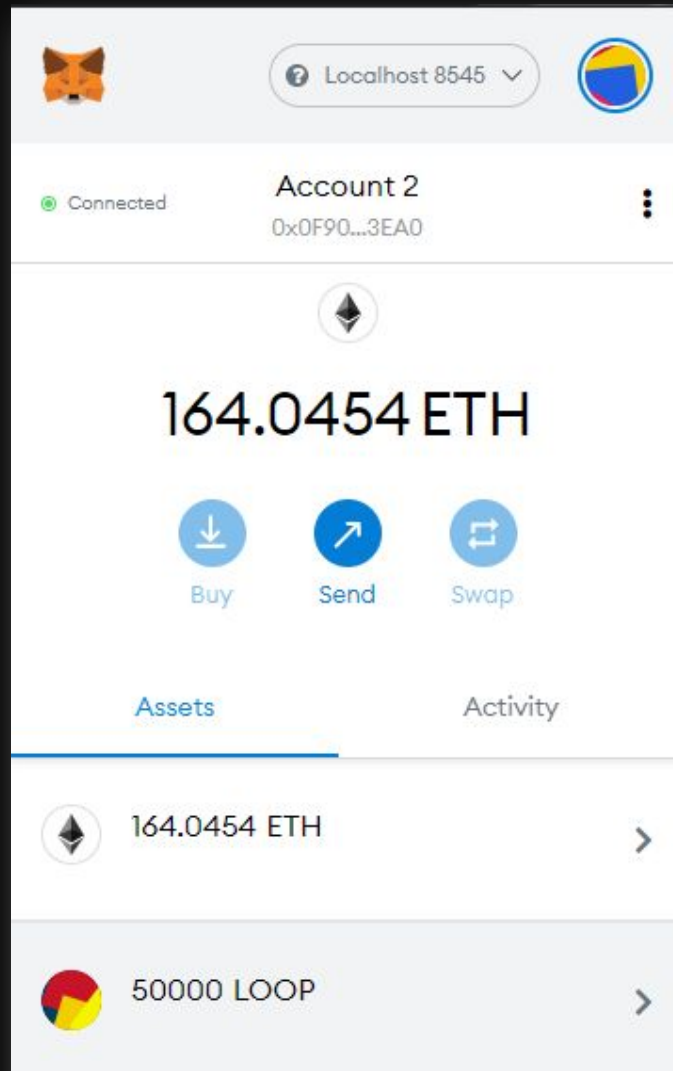 Localhost 8545
Connected
Account 2
0x0F90...3EA0
164.0454 ETH
Buy
Send
Swap
Assets
Activity
164.0454 ETH
50000 LOOP